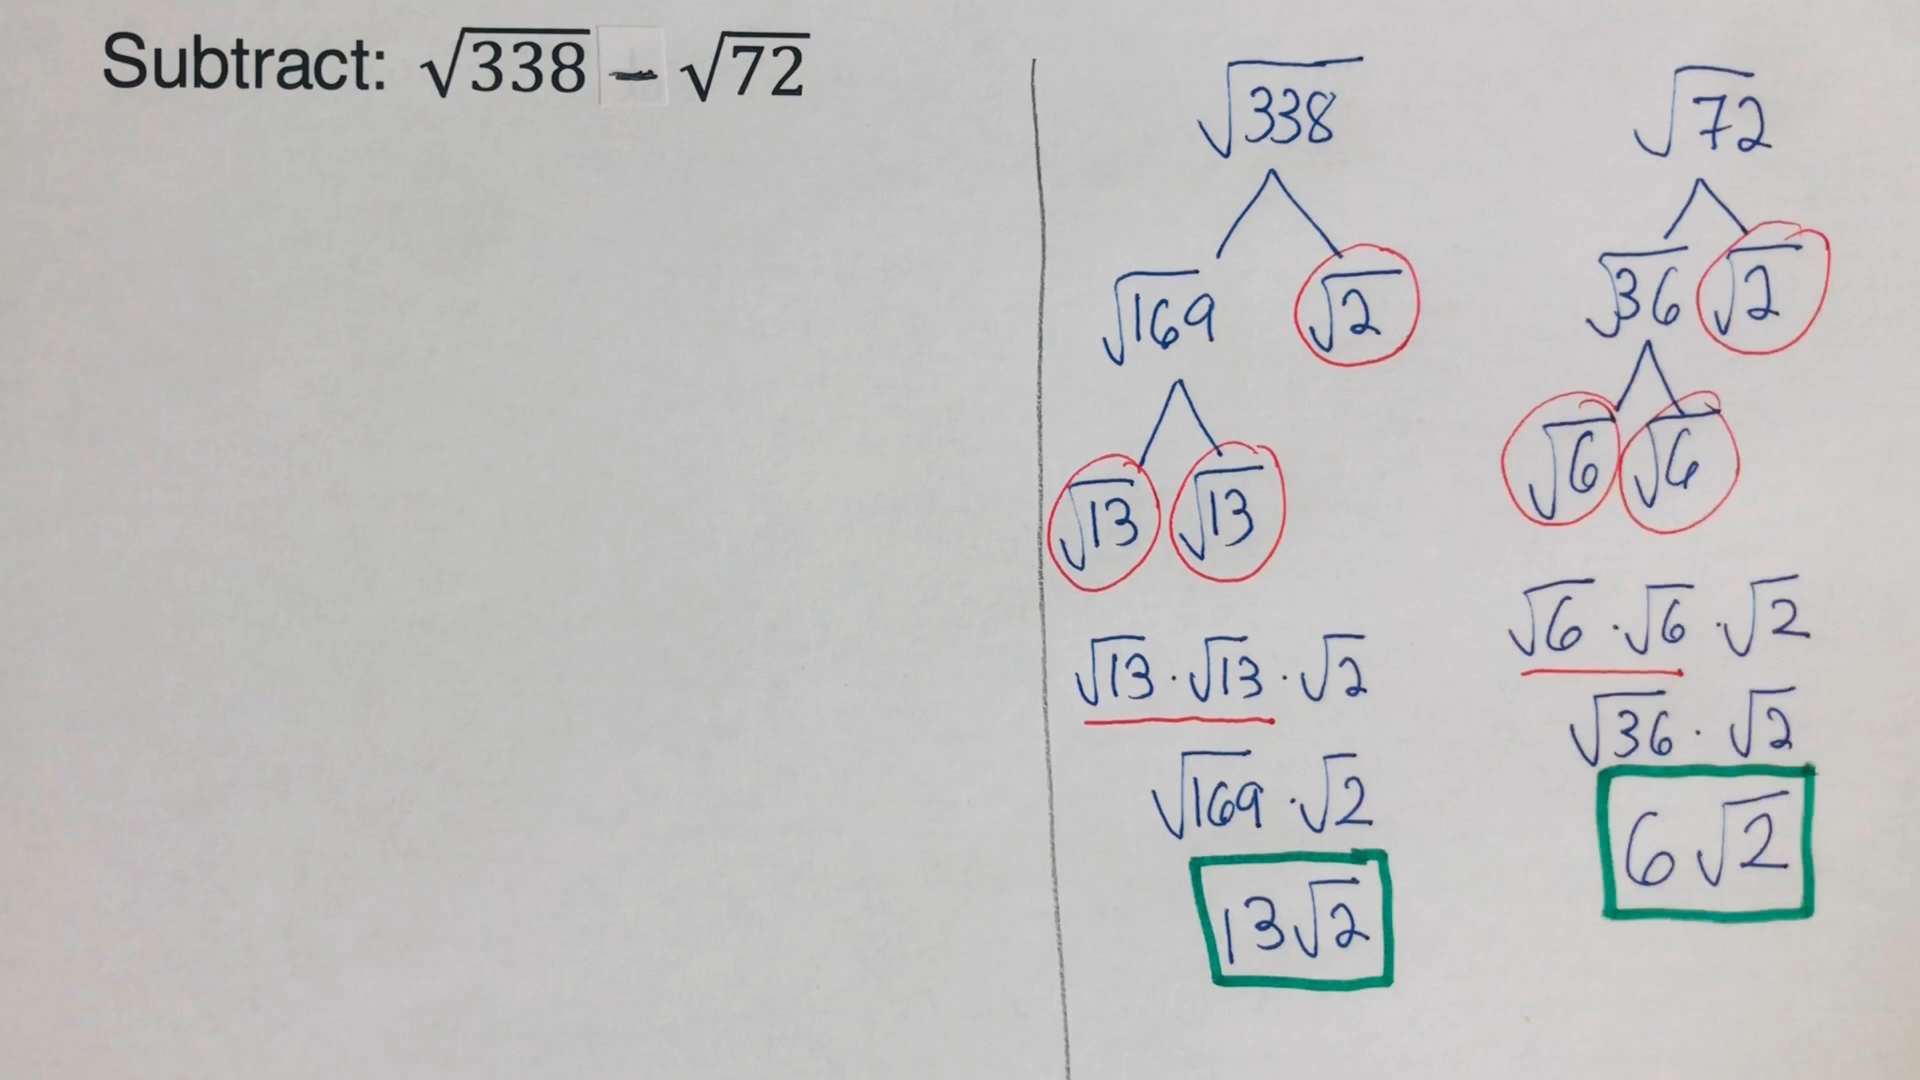 Subtract: √338 - √72
√338
√169 √2
√13 √13
√13 · √13 · √2
√169 · √2
13√2
√72
√36 √2
√6 √6
√6 · √6 · √2
√36 · √2
6√2